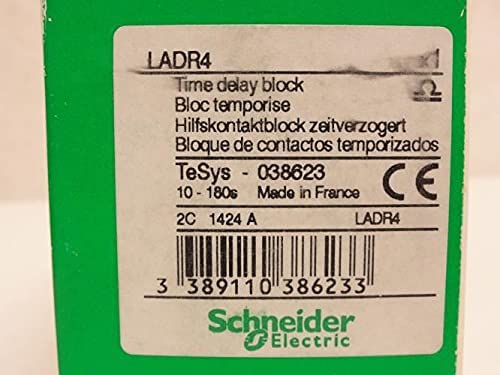 LADR4
Time delay block
Bloc temporise
Hilfskontaktblock zeitverzogert
Bloque de contactos temporizados
TeSys - 038623
10 - 180s Made in France CE
2C 1424 A LADR4
3 389110 386233
Schneider
Electric